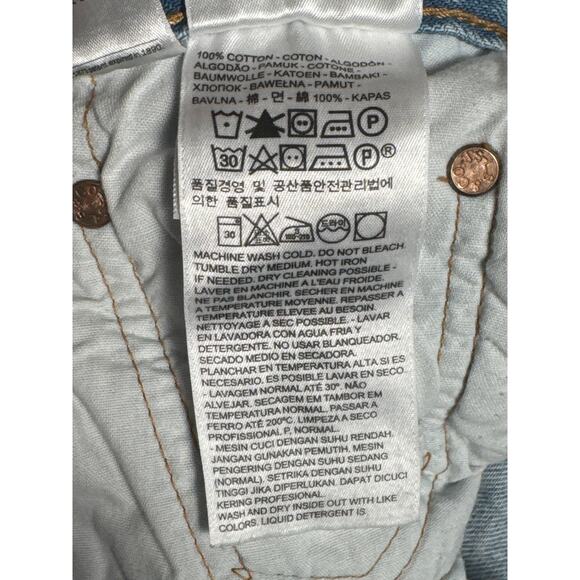 100% COTTON - COTON - ALGODÓN -
ALGODÃO - PAMUK - COTONE -
BAUMWOLLE - KATOEN - BAMBAKI -
ХЛОПОК - BAWEŁNA - PAMUT -
BAVLNA - 棉 - 면 - 綿 100% - KAPAS
P
30 P®
품질경영 및 공산품안전관리법에
의한 품질표시
30 드라이
MACHINE WASH COLD. DO NOT BLEACH.
TUMBLE DRY MEDIUM. HOT IRON
IF NEEDED. DRY CLEANING POSSIBLE -
LAVER EN MACHINE A L'EAU FROIDE.
NE PAS BLANCHIR. SECHER EN MACHINE
A TEMPERATURE MOYENNE. REPASSER A
TEMPERATURE ELEVEE AU BESOIN.
NETTOYAGE A SEC POSSIBLE - LAVAR
EN LAVADORA CON AGUA FRIA Y
DETERGENTE. NO USAR BLANQUEADOR.
SECADO MEDIO EN SECADORA.
PLANCHAR EN TEMPERATURA ALTA SI ES
NECESARIO. ES POSIBLE LAVAR EN SECO.
- LAVAGEM NORMAL ATÉ 30°. NÃO
ALVEJAR. SECAGEM EM TAMBOR EM
TEMPERATURA NORMAL. PASSAR A
FERRO ATÉ 200°C. LIMPEZA A SECO
PROFISSIONAL P, NORMAL.
- MESIN CUCI DENGAN SUHU RENDAH.
JANGAN GUNAKAN PEMUTIH. MESIN
PENGERING DENGAN SUHU SEDANG
(NORMAL). SETRIKA DENGAN SUHU
TINGGI JIKA DIPERLUKAN. DAPAT DICUCI
KERING PROFESIONAL.
WASH AND DRY INSIDE OUT WITH LIKE
COLORS. LIQUID DETERGENT IS